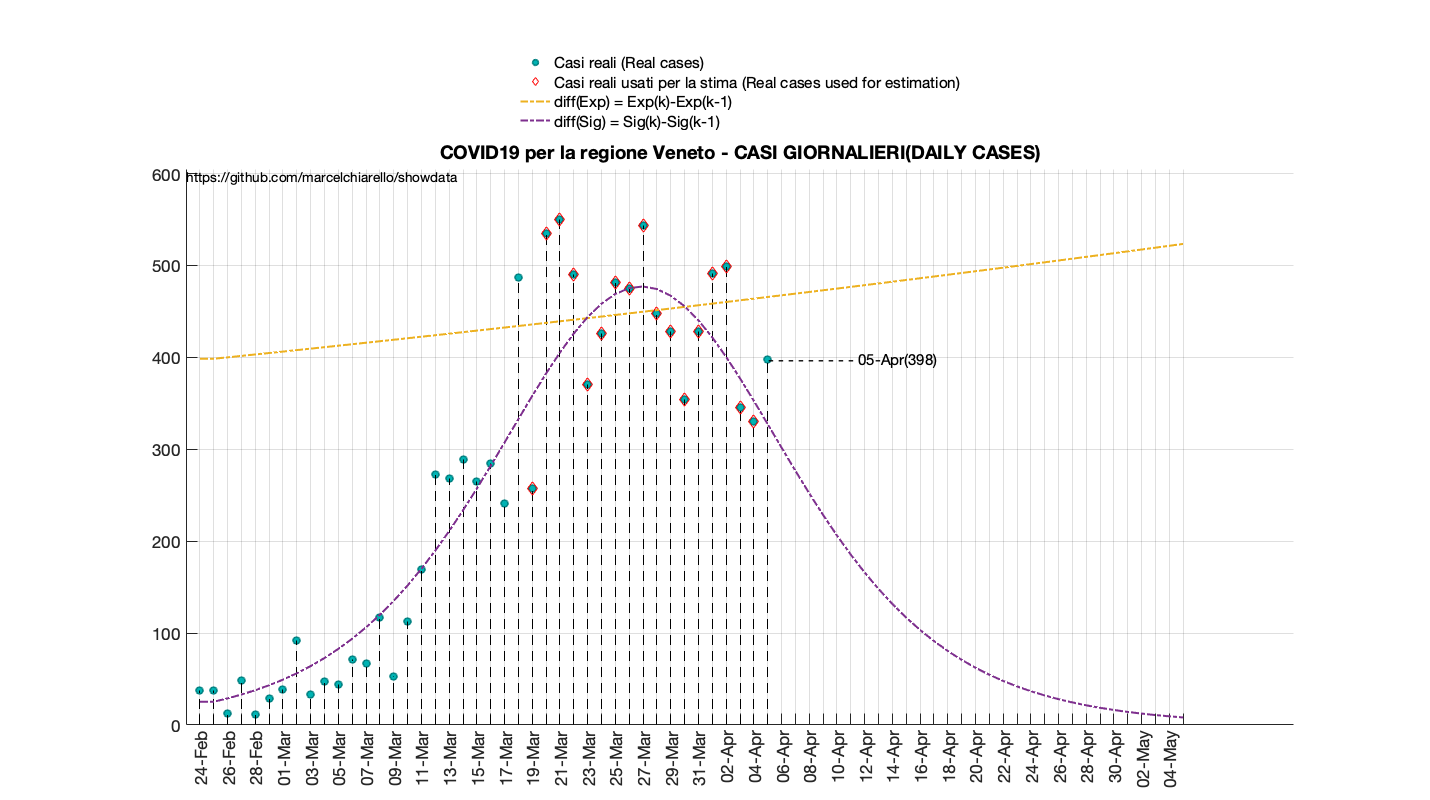 Casi reali (Real cases)
Casi reali usati per la stima (Real cases used for estimation)
diff(Exp) = Exp(k)-Exp(k-1)
diff(Sig) = Sig(k)-Sig(k-1)
COVID19 per la regione Veneto - CASI GIORNALIERI(DAILY CASES)
https://github.com/marcelchiarello/showdata
600
500
400
300
200
100
0
05-Apr(398)
24-Feb
26-Feb
28-Feb
01-Mar
03-Mar
05-Mar
07-Mar
09-Mar
11-Mar
13-Mar
15-Mar
17-Mar
19-Mar
21-Mar
23-Mar
25-Mar
27-Mar
29-Mar
31-Mar
02-Apr
04-Apr
06-Apr
08-Apr
10-Apr
12-Apr
14-Apr
16-Apr
18-Apr
20-Apr
22-Apr
24-Apr
26-Apr
28-Apr
30-Apr
02-May
04-May